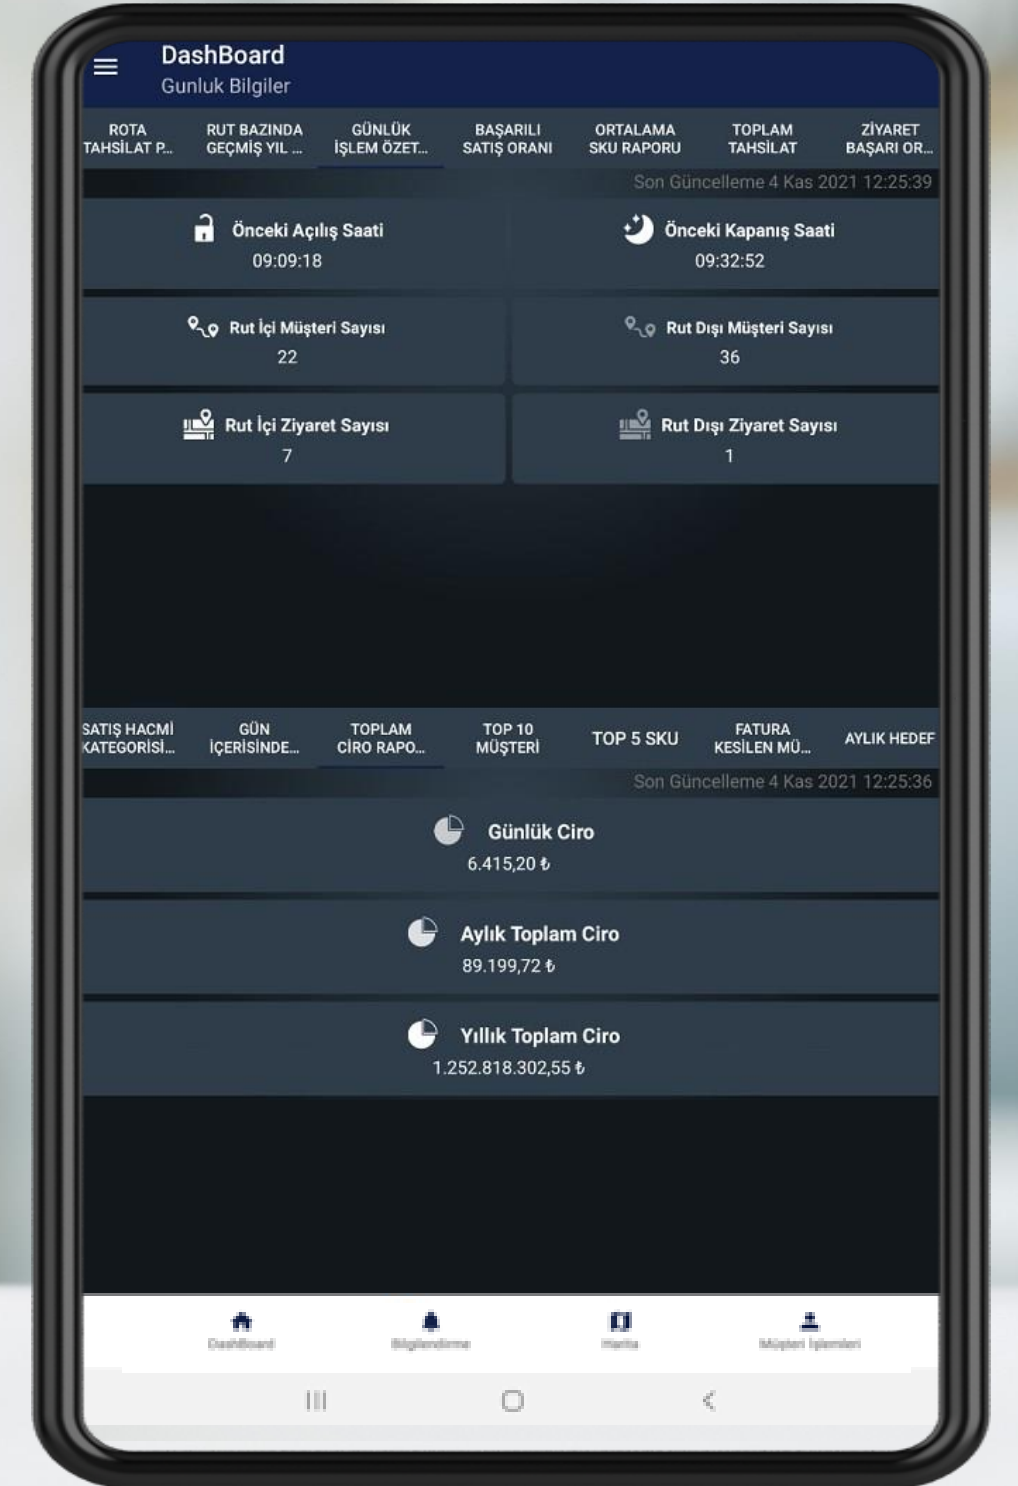 DashBoard
Gunluk Bilgiler
ROTA
TAHSİLAT P...
RUT BAZINDA
GEÇMİŞ YIL ...
GÜNLÜK
İŞLEM ÖZET...
BAŞARILI
SATIŞ ORANI
ORTALAMA
SKU RAPORU
TOPLAM
TAHSİLAT
ZİYARET
BAŞARI OR...
Son Güncelleme 4 Kas 2021 12:25:39
Önceki Açılış Saati
09:09:18
Önceki Kapanış Saati
09:32:52
Rut İçi Müşteri Sayısı
22
Rut Dışı Müşteri Sayısı
36
Rut İçi Ziyaret Sayısı
7
Rut Dışı Ziyaret Sayısı
1
SATIŞ HACMİ
KATEGORİSİ...
GÜN
İÇERİSİNDE...
TOPLAM
CİRO RAPO...
TOP 10
MÜŞTERİ
TOP 5 SKU
FATURA
KESİLEN MÜ...
AYLIK HEDEF
Son Güncelleme 4 Kas 2021 12:25:36
Günlük Ciro
6.415,20 ₺
Aylık Toplam Ciro
89.199,72 ₺
Yıllık Toplam Ciro
1.252.818.302,55 ₺
DashBoard
Bilgilendirme
Harita
Müşteri İşlemleri